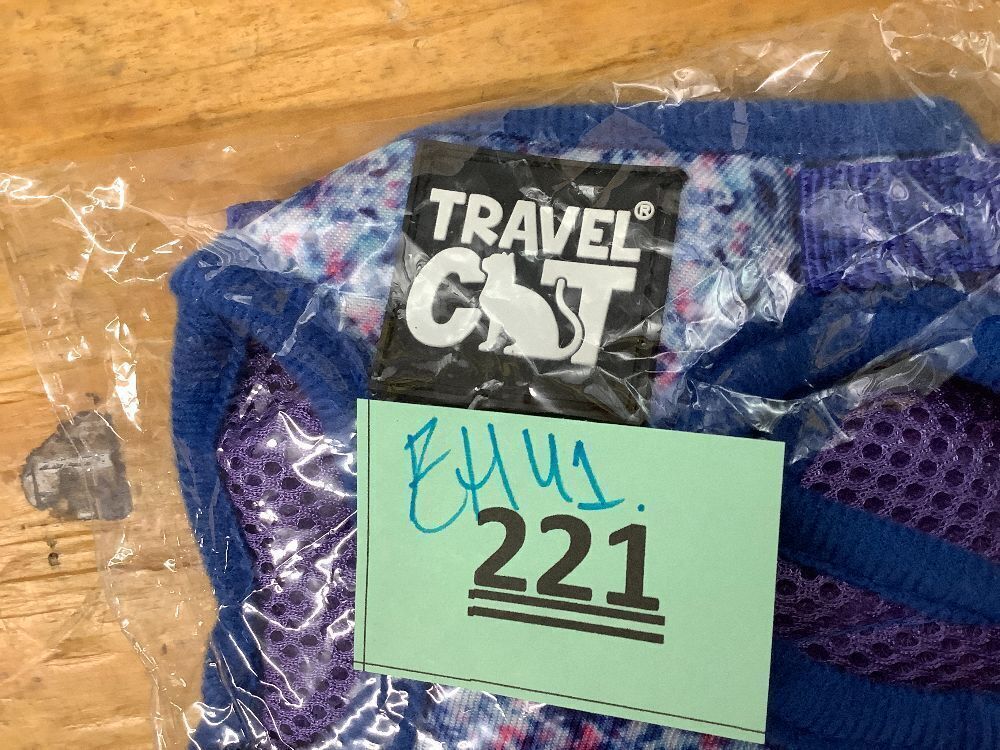 TRAVEL®
CAT
EH41.
221